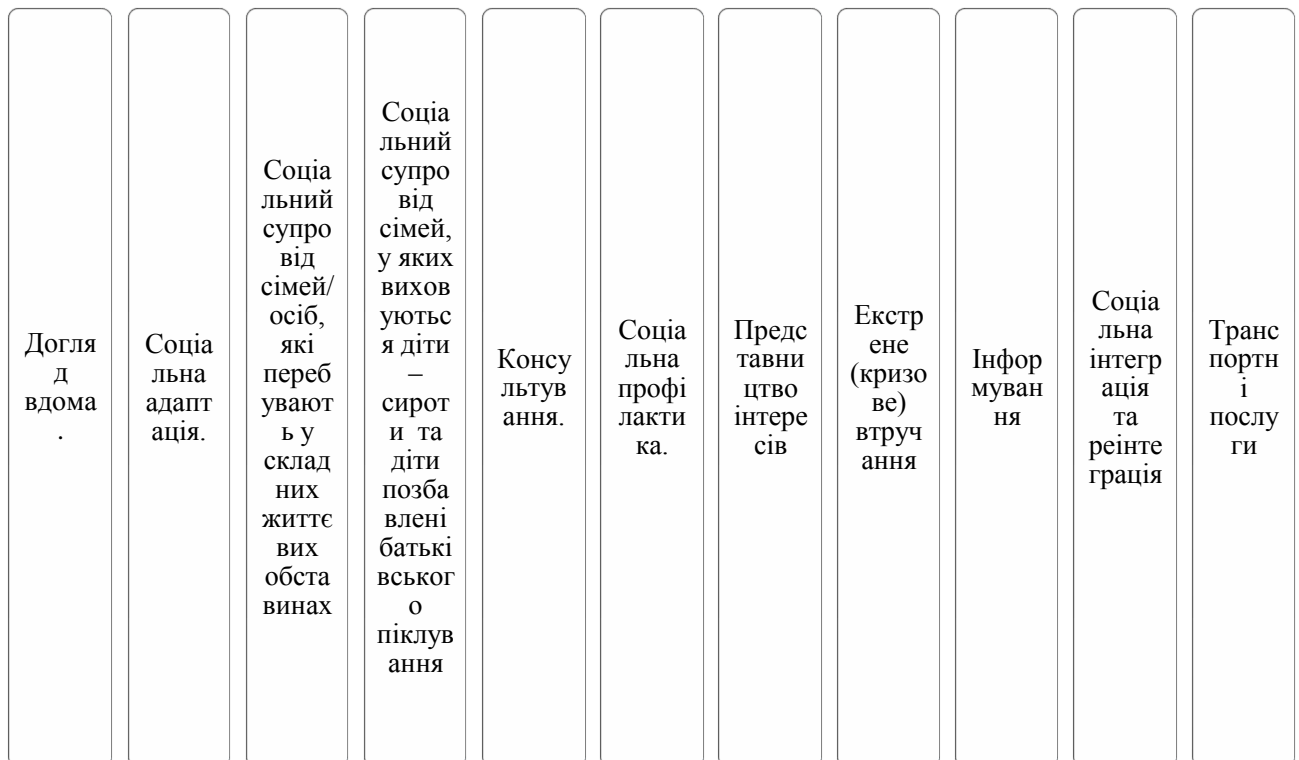 Догля
д
вдома
.
Соціа
льна
адапт
ація.
Соціа
льний
супро
від
сімей/
осіб,
які
переб
увают
ь у
склад
них
життє
вих
обста
винах
Соціа
льний
супро
від
сімей,
у яких
вихов
уютьс
я діти
–
сирот
и та
діти
позба
влені
батькі
вськог
о
піклув
ання
Консу
льтув
ання.
Соціа
льна
профі
лакти
ка.
Предс
тавни
цтво
інтере
сів
Екстр
ене
(кризо
ве)
втруч
ання
Інфор
муван
ня
Соціа
льна
інтегр
ація
та
реінте
грація
Транс
портн
і
послу
ги